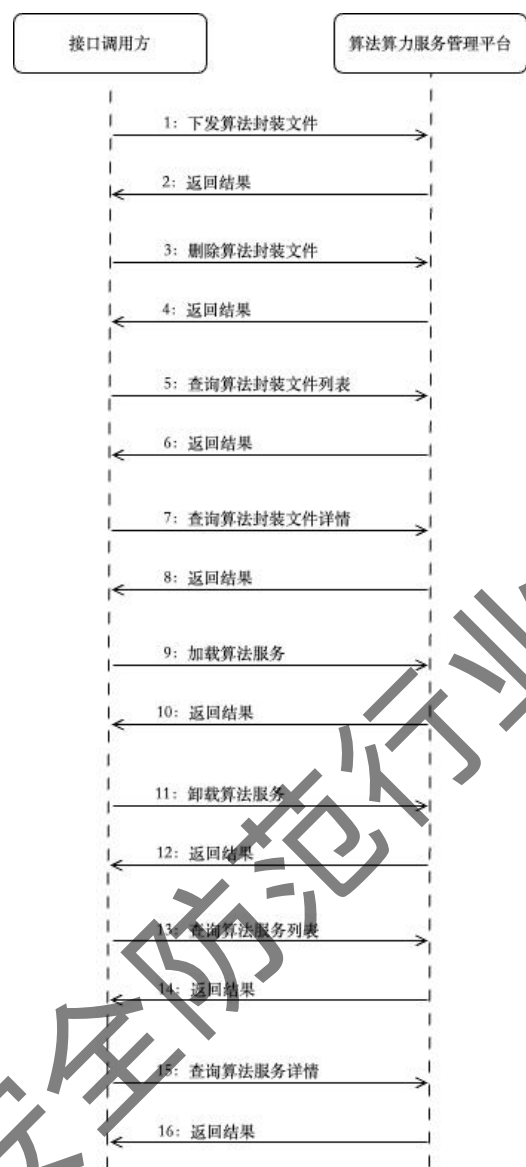 接口调用方
算法算力服务管理平台
1：下发算法封装文件
2：返回结果
3：删除算法封装文件
4：返回结果
5：查询算法封装文件列表
6：返回结果
7：查询算法封装文件详情
8：返回结果
9：加载算法服务
10：返回结果
11：卸载算法服务
12：返回结果
13：查询算法服务列表
14：返回结果
15：查询算法服务详情
16：返回结果
安全防范行业